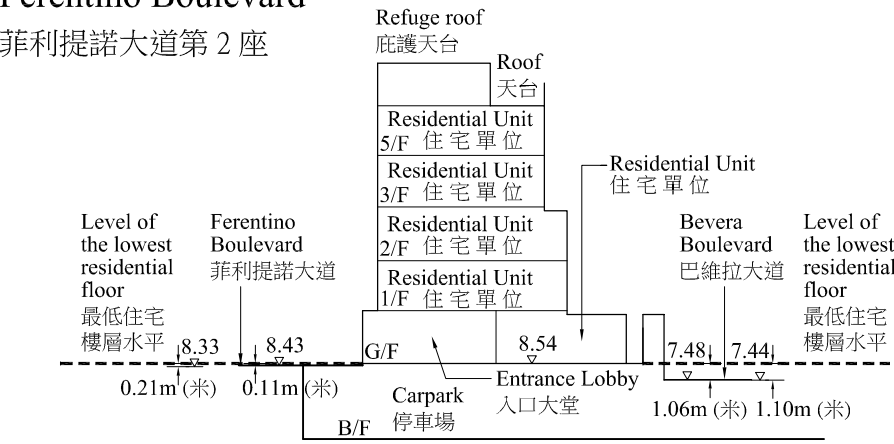 Ferentino Boulevard
菲利提諾大道第 2 座
Refuge roof
庇護天台
Roof
天台
Residential Unit
5/F 住宅單位
Residential Unit
3/F 住宅單位
Residential Unit
2/F 住宅單位
Residential Unit
1/F 住宅單位
Residential Unit
住宅單位
Level of
the lowest
residential
floor
最低住宅
樓層水平
Ferentino
Boulevard
菲利提諾大道
Bevera
Boulevard
巴維拉大道
Level of
the lowest
residential
floor
最低住宅
樓層水平
8.33
8.43
G/F
8.54
7.48
7.44
0.21m (米)
0.11m (米)
Carpark
停車場
Entrance Lobby
入口大堂
1.06m (米)
1.10m (米)
B/F